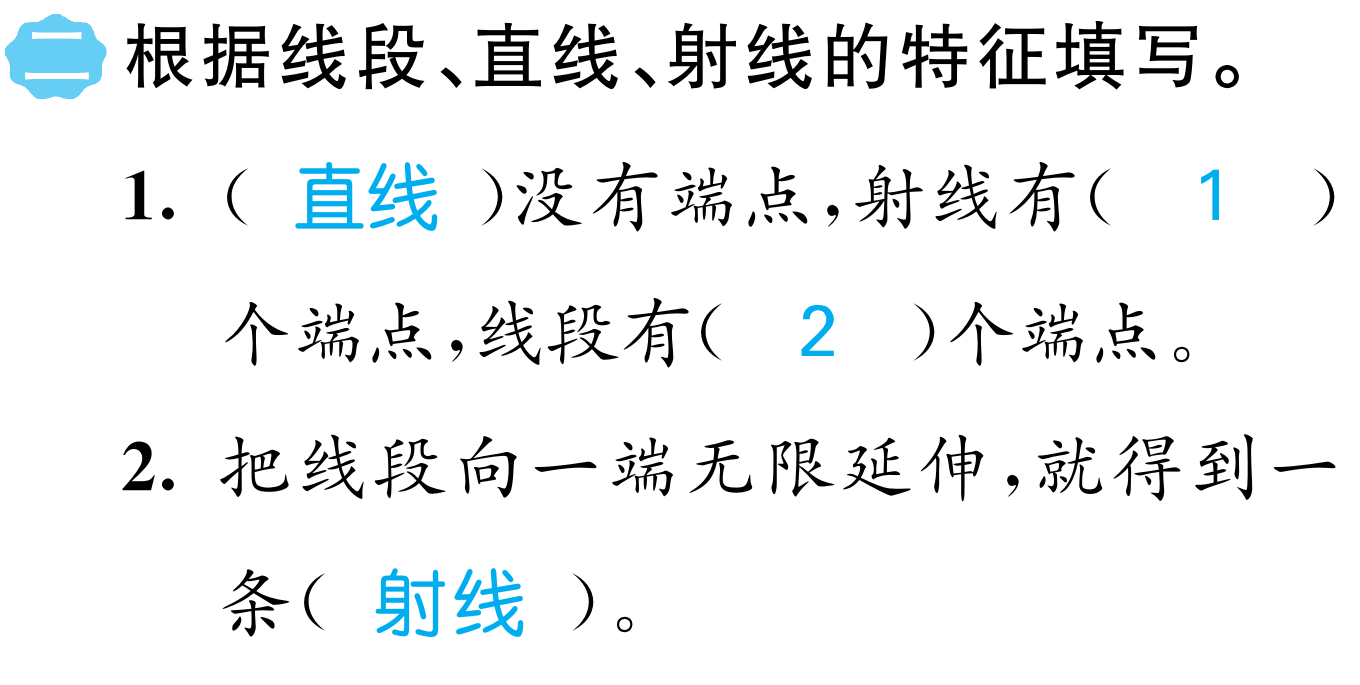 二 根据线段、直线、射线的特征填写。
1. ( 直线 )没有端点,射线有( 1 )
个端点,线段有( 2 )个端点。
2. 把线段向一端无限延伸,就得到一
条( 射线 )。